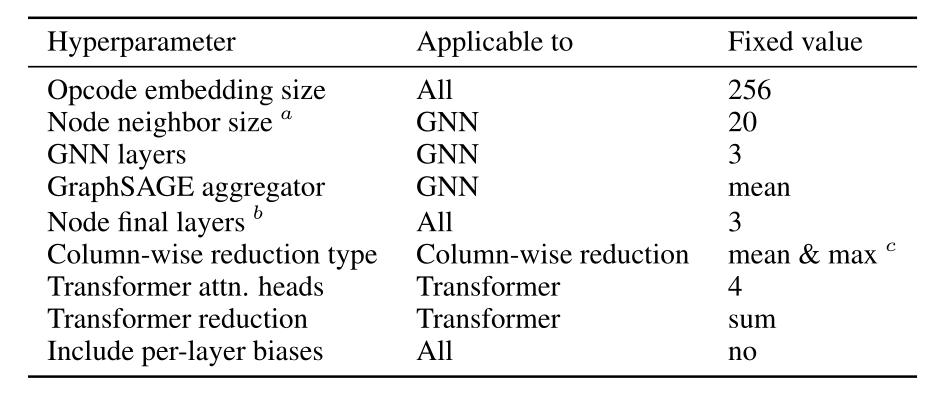 Hyperparameter Applicable to Fixed value
Opcode embedding size All 256
Node neighbor size a GNN 20
GNN layers GNN 3
GraphSAGE aggregator GNN mean
Node final layers b All 3
Column-wise reduction type Column-wise reduction mean & max c
Transformer attn. heads Transformer 4
Transformer reduction Transformer sum
Include per-layer biases All no